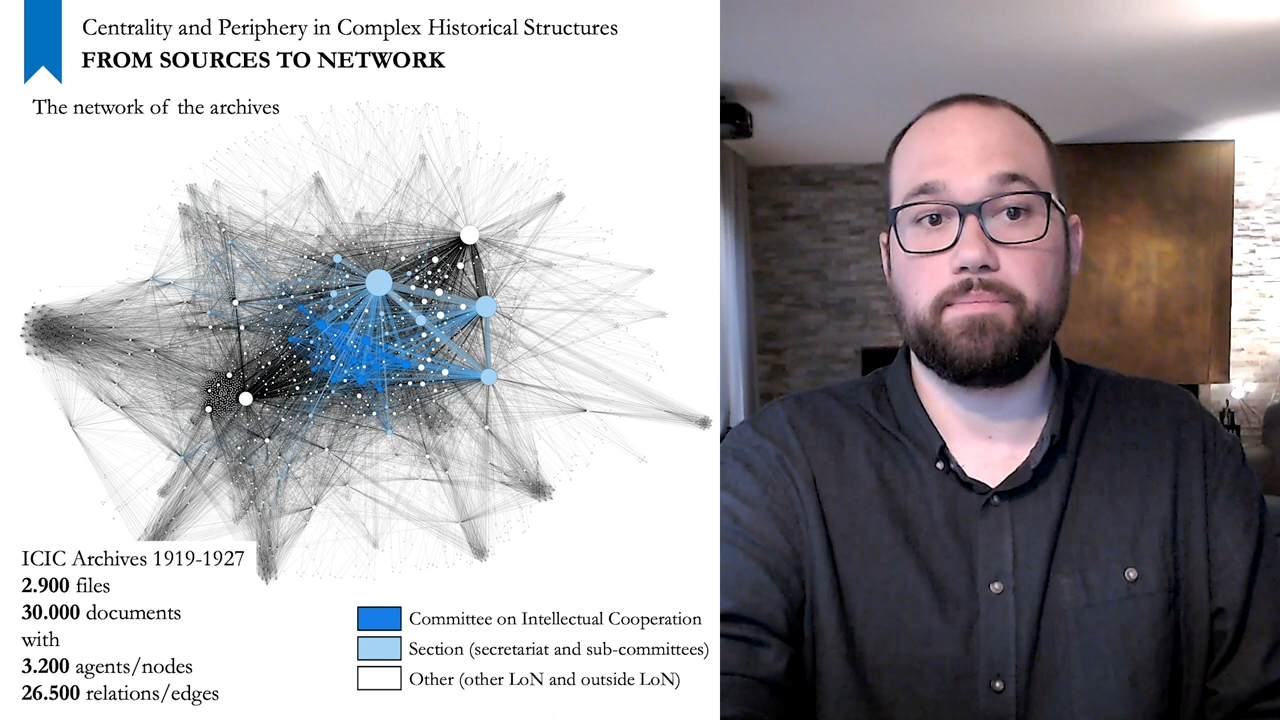 Centrality and Periphery in Complex Historical Structures
FROM SOURCES TO NETWORK
The network of the archives
ICIC Archives 1919-1927
2.900 files
30.000 documents
with
3.200 agents/nodes
26.500 relations/edges
Committee on Intellectual Cooperation
Section (secretariat and sub-committees)
Other (other LoN and outside LoN)